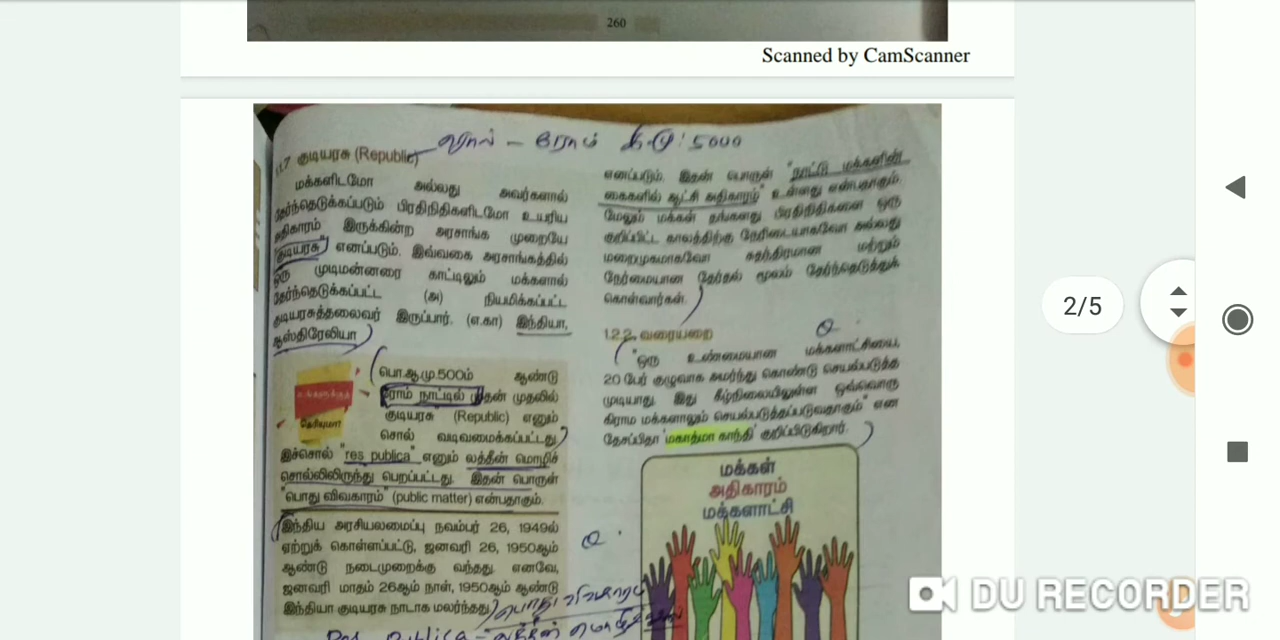 260
Scanned by CamScanner
- ரோம் கி.மு: 5000
1.1.7 குடியரசு (Republic)
மக்களிடமோ அல்லது அவர்களால்
தேர்ந்தெடுக்கப்படும் பிரதிநிதிகளிடமோ உயரிய
அதிகாரம் இருக்கின்ற அரசாங்க முறையே
"குடியரசு" எனப்படும். இவ்வகை அரசாங்கத்தில்
ஒரு முடிமன்னரை காட்டிலும் மக்களால்
தேர்ந்தெடுக்கப்பட்ட (அ) நியமிக்கப்பட்ட
குடியரசுத்தலைவர் இருப்பார். (எ.கா) இந்தியா,
ஆஸ்திரேலியா
உங்களுக்குத்
தெரியுமா
பொ.ஆ.மு.500ம் ஆண்டு
ரோம் நாட்டில் முதன் முதலில்
குடியரசு (Republic) எனும்
சொல் வடிவமைக்கப்பட்டது
இச்சொல் "res publica" எனும் லத்தீன் மொழிச்
சொல்லிலிருந்து பெறப்பட்டது. இதன் பொருள்
"பொது விவகாரம்" (public matter) என்பதாகும்.
இந்திய அரசியலமைப்பு நவம்பர் 26, 1949ல்
ஏற்றுக் கொள்ளப்பட்டு, ஜனவரி 26, 1950ஆம்
ஆண்டு நடைமுறைக்கு வந்தது. எனவே,
ஜனவரி மாதம் 26ஆம் நாள், 1950ஆம் ஆண்டு
இந்தியா குடியரசு நாடாக மலர்ந்தது
பொது விவகாரம்
Res publica - லத்தீன் மொழி
எனப்படும். இதன் பொருள் "நாட்டு மக்களின்
கைகளில் ஆட்சி அதிகாரம்" உள்ளது என்பதாகும்.
மேலும் மக்கள் தங்களது பிரதிநிதிகளை ஒரு
குறிப்பிட்ட காலத்திற்கு நேரிடையாகவோ அல்லது
மறைமுகமாகவோ சுதந்திரமான மற்றும்
நேர்மையான தேர்தல் மூலம் தேர்ந்தெடுத்துக்
கொள்வார்கள்.
1.2.2. வரையறை
"ஒரு உண்மையான மக்களாட்சியை,
20 பேர் குழுவாக அமர்ந்து கொண்டு செயல்படுத்த
முடியாது. இது கீழ்நிலையிலுள்ள ஒவ்வொரு
கிராம மக்களாலும் செயல்படுத்தப்படுவதாகும்" என
தேசப்பிதா 'மகாத்மா காந்தி' குறிப்பிடுகிறார்.
மக்கள்
அதிகாரம்
மக்களாட்சி
2/5
DU RECORDER